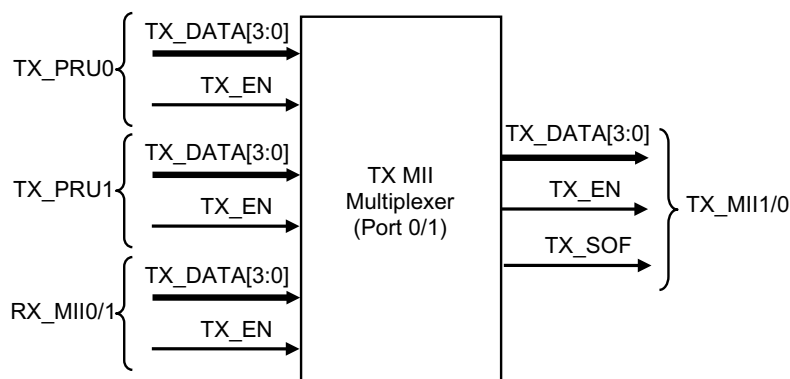 TX_DATA[3:0]
TX_PRU0
TX_EN
TX_DATA[3:0]
TX_PRU1
TX_EN
TX_DATA[3:0]
RX_MII0/1
TX_EN
TX MII
Multiplexer
(Port 0/1)
TX_DATA[3:0]
TX_EN
TX_SOF
TX_MII1/0